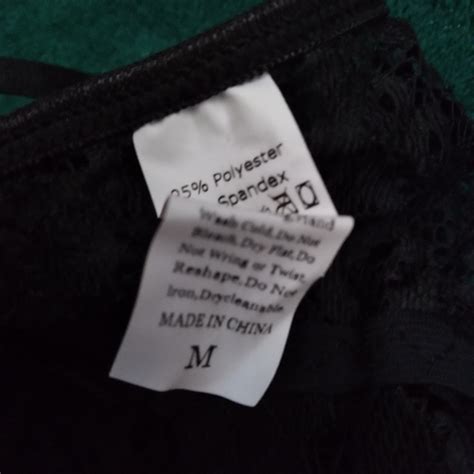 95% Polyester
Spandex
Wash Cold,Do Not
Bleach,Dry Flat,Do
Not Wring or Twist,
Reshape,Do Not
Iron,Drycleanable
MADE IN CHINA
M